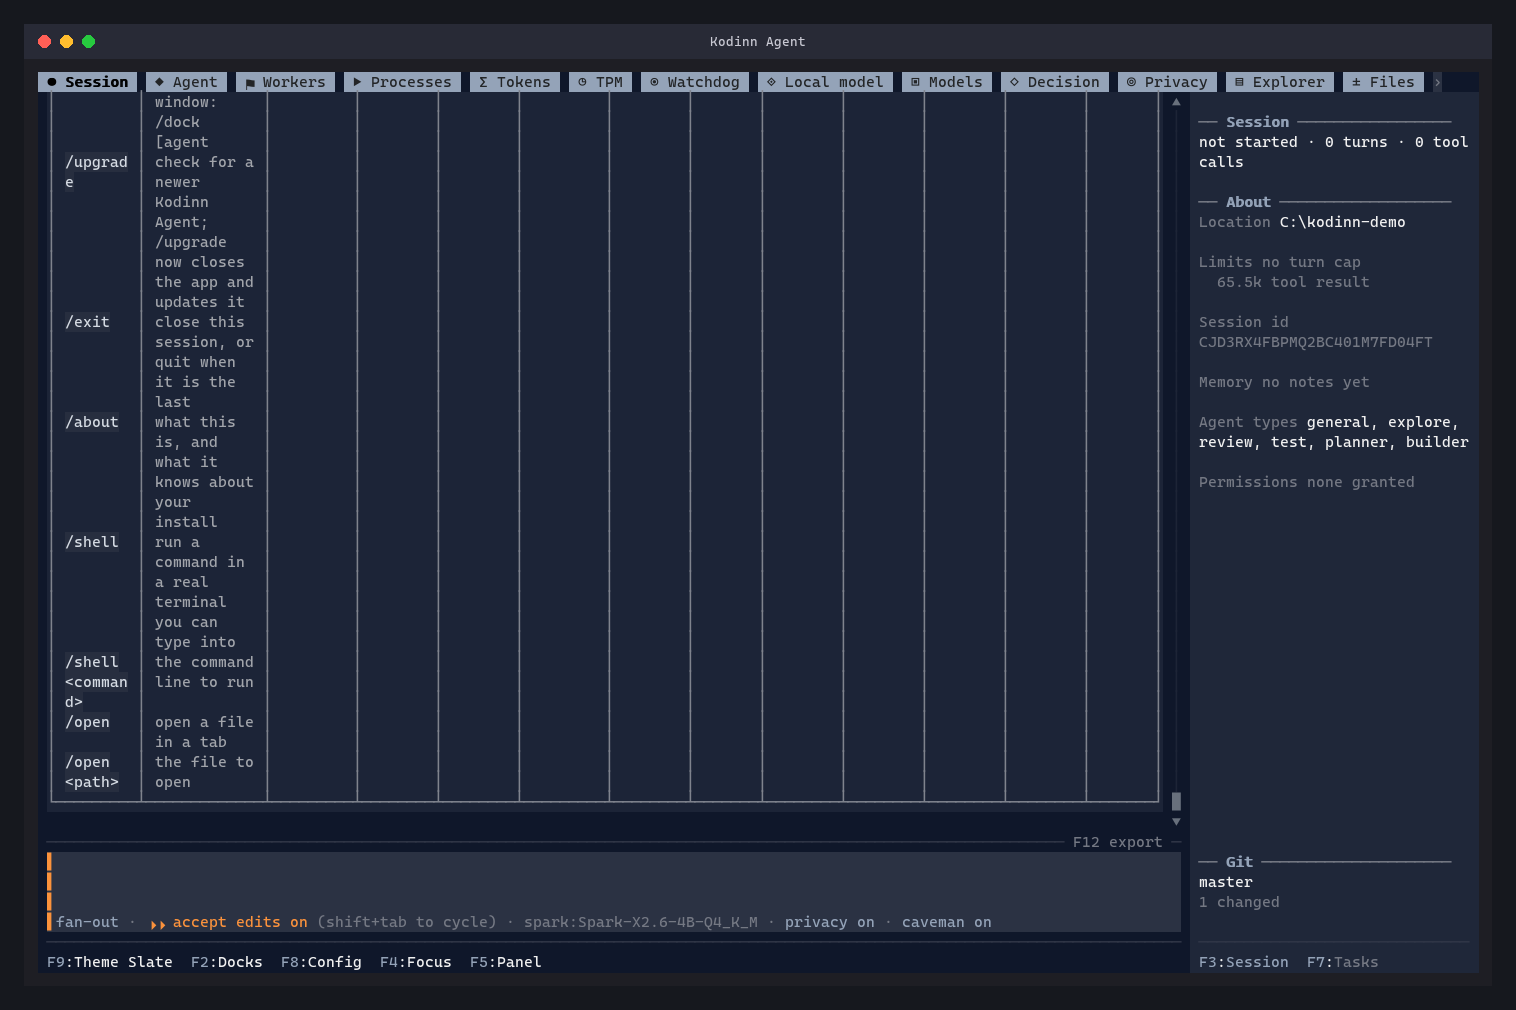 Kodinn Agent
● Session ◆ Agent Workers ▶ Processes Σ Tokens ◷ TPM ◉ Watchdog Local model ▣ Models ◇ Decision ◎ Privacy ▤ Explorer ± Files ›
window:
/dock
[agent
/upgrad check for a
e newer
Kodinn
Agent;
/upgrade
now closes
the app and
updates it
/exit close this
session, or
quit when
it is the
last
/about what this
is, and
what it
knows about
your
install
/shell run a
command in
a real
terminal
you can
type into
/shell the command
<comman line to run
d>
/open open a file
in a tab
/open the file to
<path> open
F12 export
fan-out · accept edits on (shift+tab to cycle) · spark:Spark-X2.6-4B-Q4_K_M · privacy on · caveman on
F9:Theme Slate F2:Docks F8:Config F4:Focus F5:Panel
Session
not started · 0 turns · 0 tool
calls
About
Location C:\kodinn-demo
Limits no turn cap
65.5k tool result
Session id
CJD3RX4FBPMQ2BC401M7FD04FT
Memory no notes yet
Agent types general, explore,
review, test, planner, builder
Permissions none granted
Git
master
1 changed
F3:Session F7:Tasks